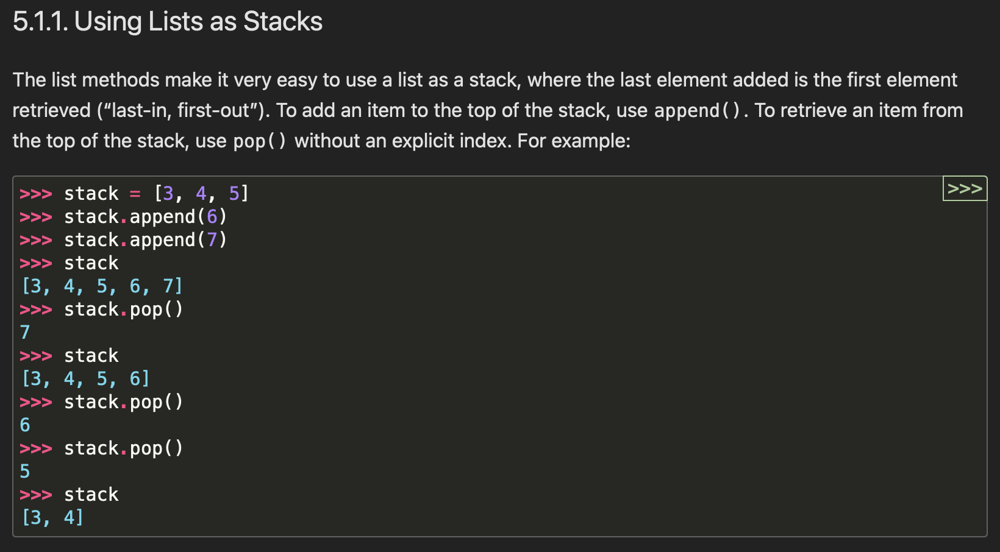 5.1.1. Using Lists as Stacks
The list methods make it very easy to use a list as a stack, where the last element added is the first element
retrieved (“last-in, first-out”). To add an item to the top of the stack, use append(). To retrieve an item from
the top of the stack, use pop() without an explicit index. For example:
>>>
>>> stack = [3, 4, 5]
>>> stack.append(6)
>>> stack.append(7)
>>> stack
[3, 4, 5, 6, 7]
>>> stack.pop()
7
>>> stack
[3, 4, 5, 6]
>>> stack.pop()
6
>>> stack.pop()
5
>>> stack
[3, 4]